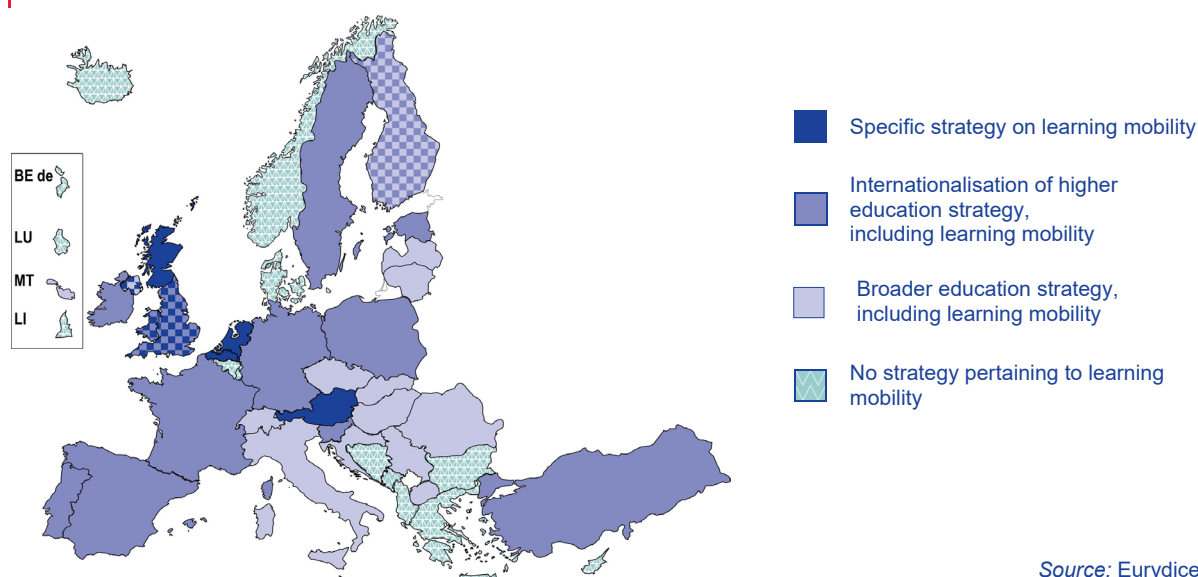 BE de
LU
MT
LI
Specific strategy on learning mobility
Internationalisation of higher
education strategy,
including learning mobility
Broader education strategy,
including learning mobility
No strategy pertaining to learning
mobility
Source: Eurydice